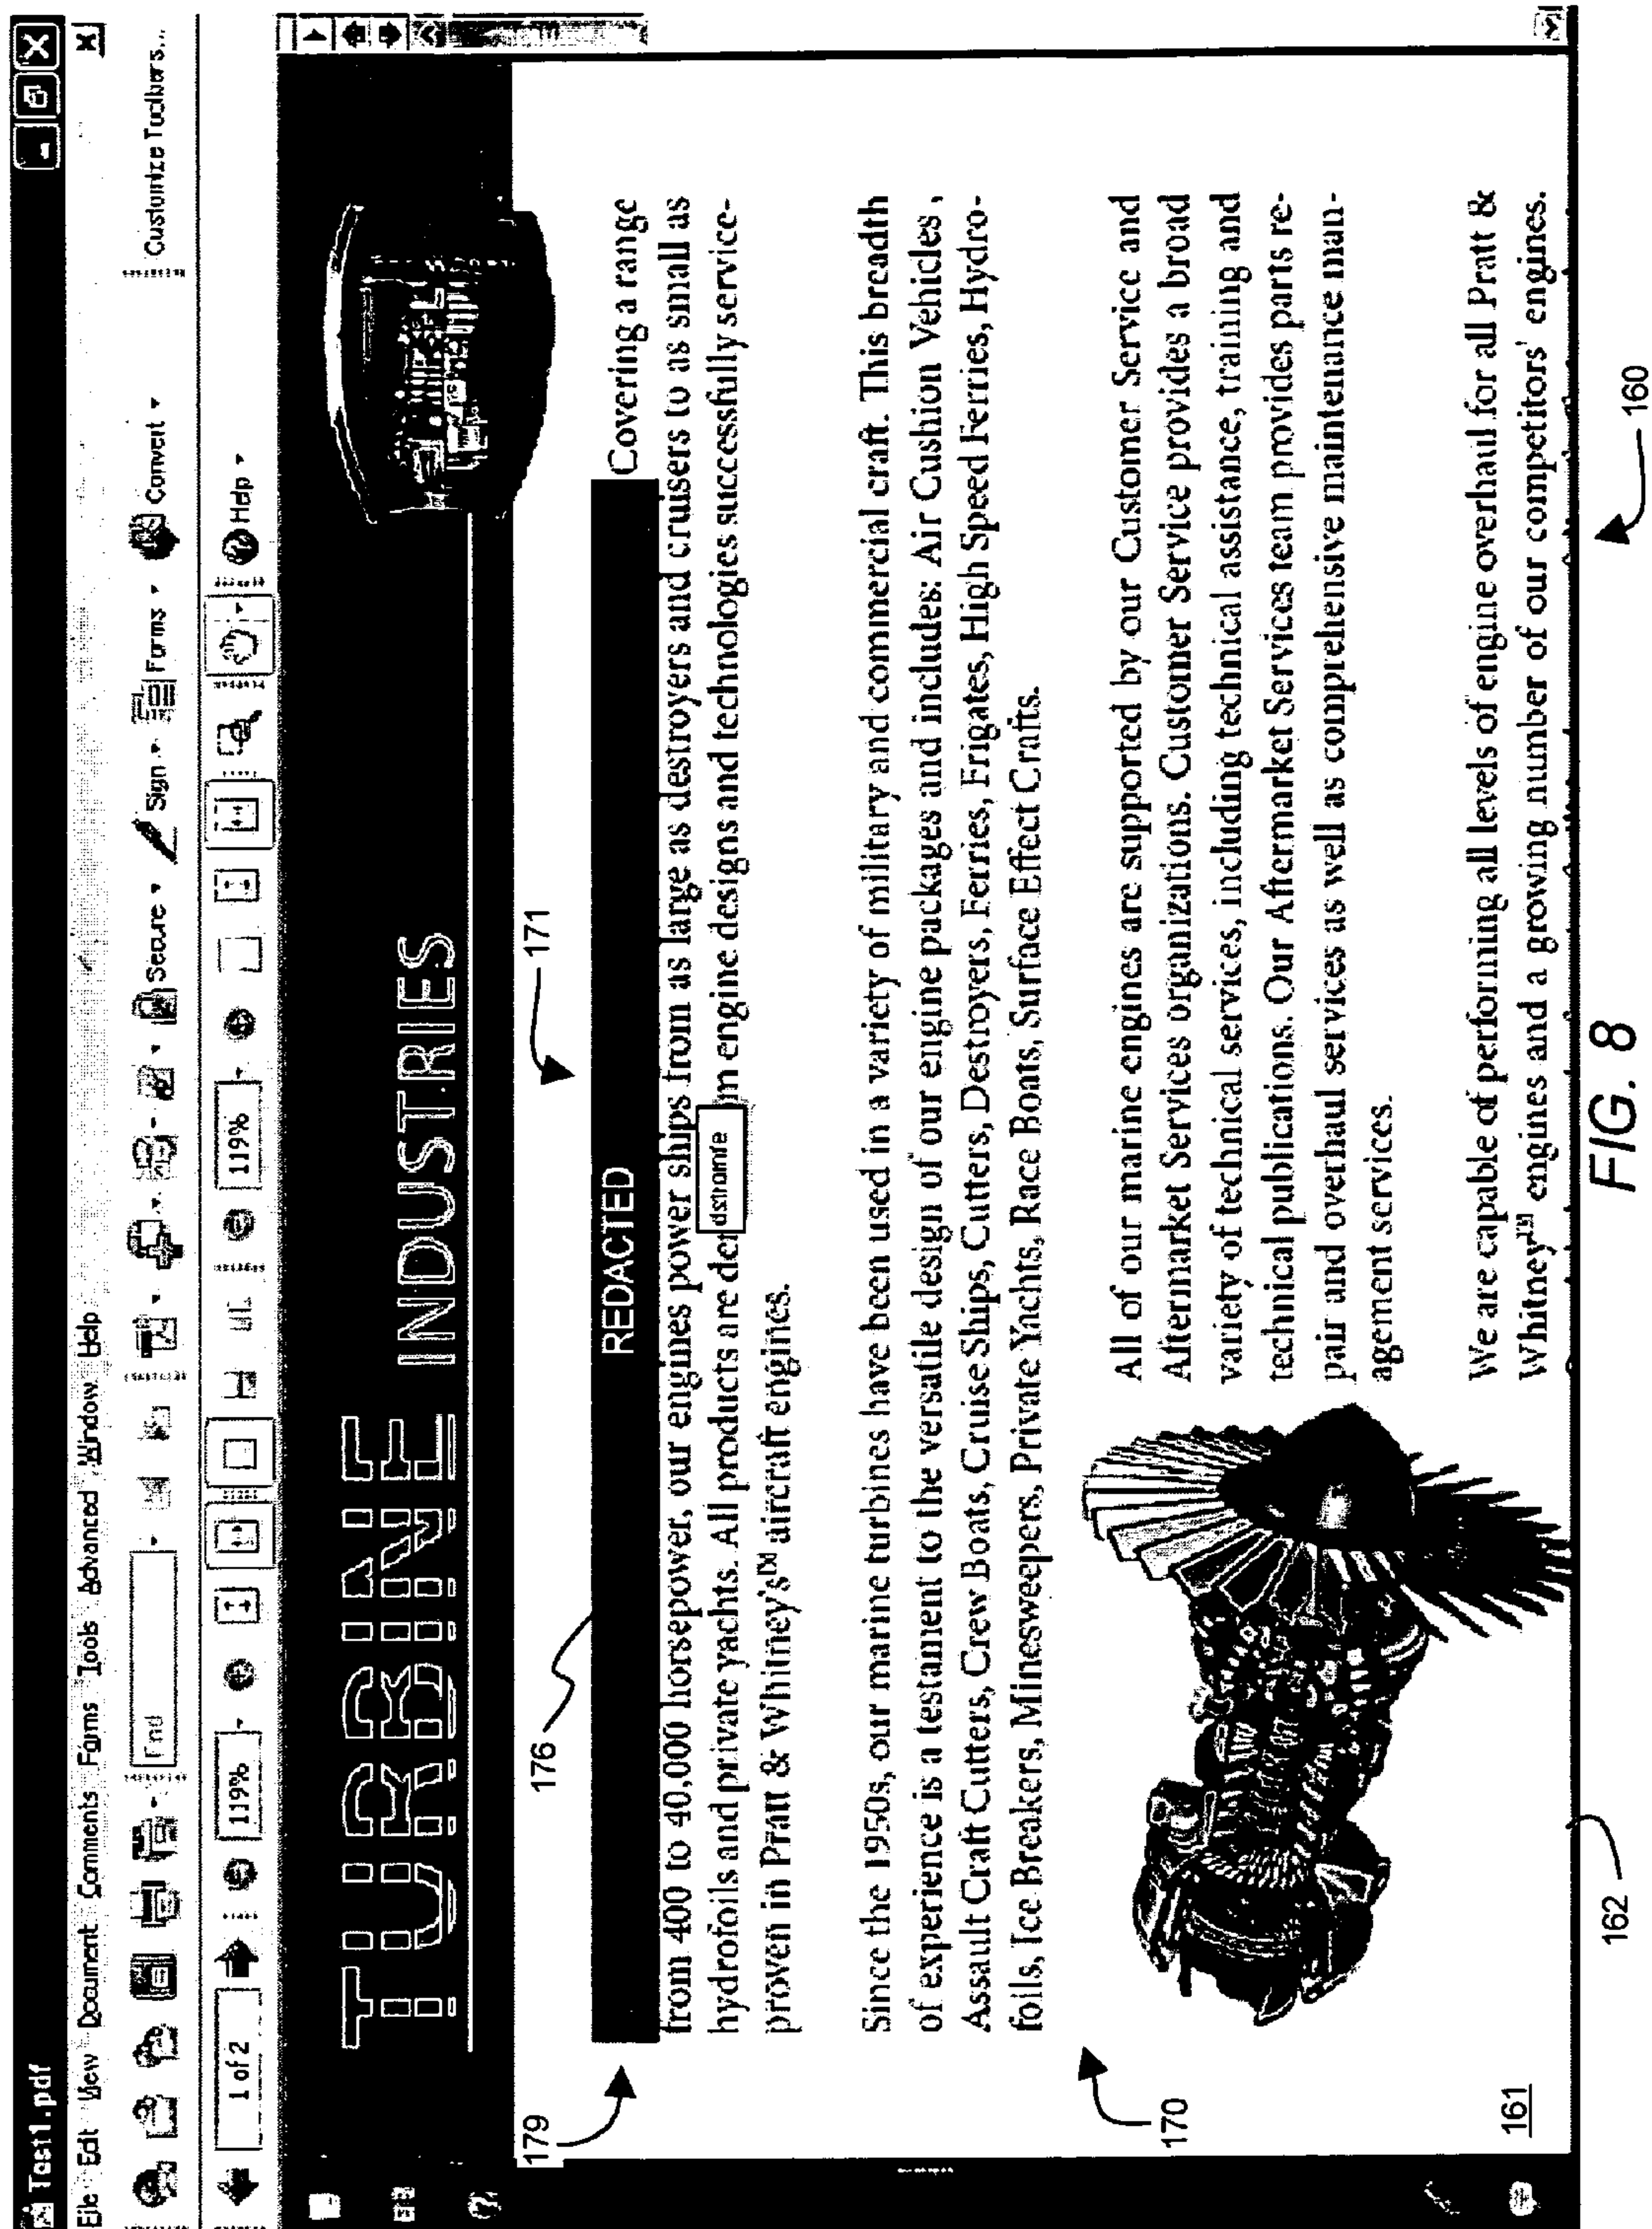 Test1.pdf
File Edit View Document Comments Forms Tools Advanced Window Help
Find Secure Sign Forms Convert Customize Toolbars...
1 of 2 119% 119% Help
TURBINE INDUSTRIES
179
176
171
REDACTED Covering a range
from 400 to 40,000 horsepower, our engines power ships from as large as destroyers and cruisers to as small as
hydrofoils and private yachts. All products are der dstromfe m engine designs and technologies successfully service-
proven in Pratt & Whitney's™ aircraft engines.
Since the 1950s, our marine turbines have been used in a variety of military and commercial craft. This breadth
of experience is a testament to the versatile design of our engine packages and includes: Air Cushion Vehicles,
Assault Craft Cutters, Crew Boats, Cruise Ships, Cutters, Destroyers, Ferries, Frigates, High Speed Ferries, Hydro-
foils, Ice Breakers, Minesweepers, Private Yachts, Race Boats, Surface Effect Crafts.
170
All of our marine engines are supported by our Customer Service and
Aftermarket Services organizations. Customer Service provides a broad
variety of technical services, including technical assistance, training and
technical publications. Our Aftermarket Services team provides parts re-
pair and overhaul services as well as comprehensive maintenance man-
agement services.
We are capable of performing all levels of engine overhaul for all Pratt &
Whitney™ engines and a growing number of our competitors' engines.
161
162
160
FIG. 8